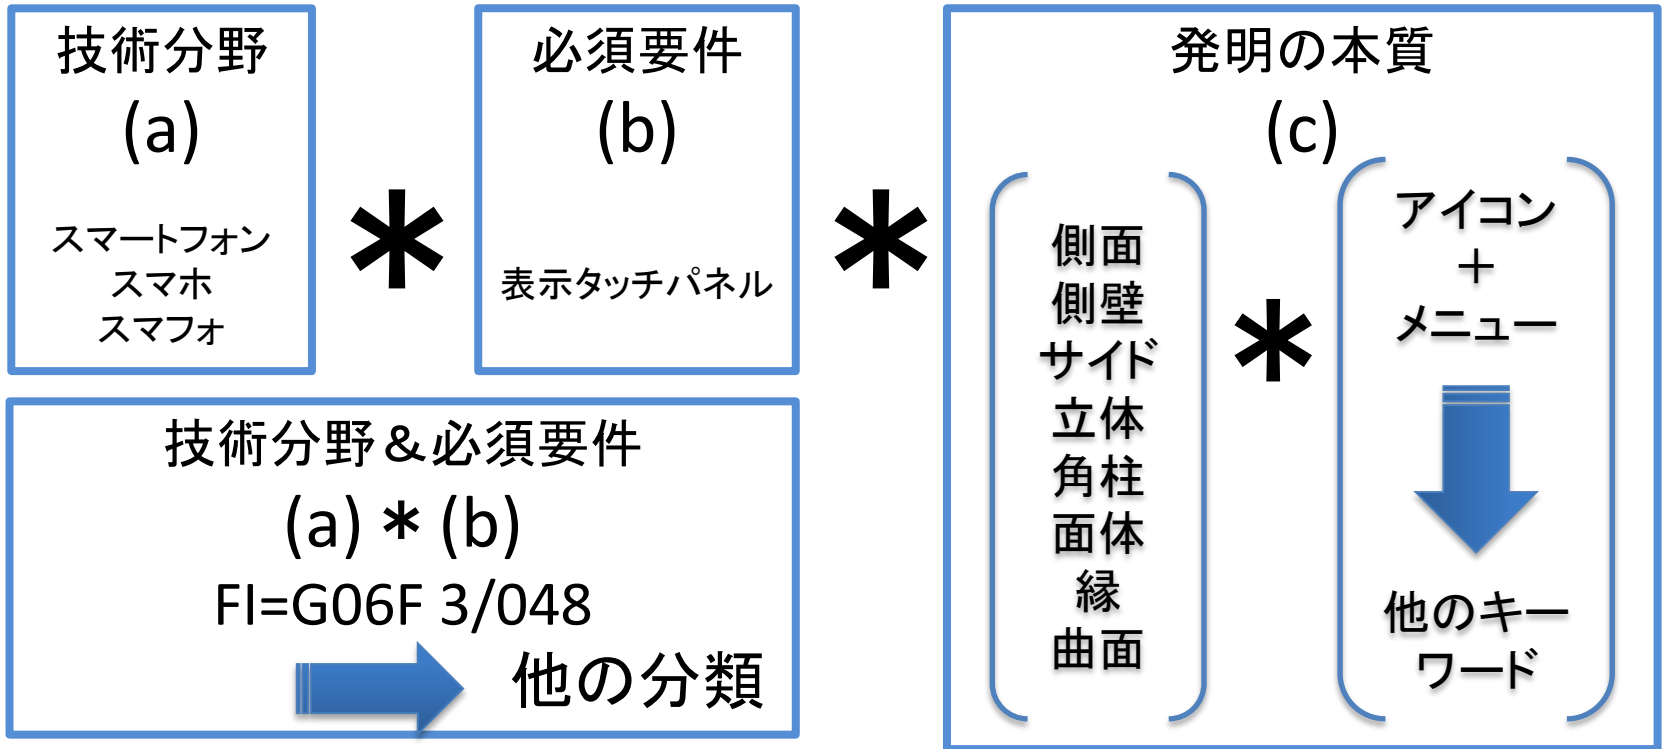 技術分野
(a)
スマートフォン
スマホ
スマフォ
*
必須要件
(b)
表示タッチパネル
*
発明の本質
(c)
側面
側壁
サイド
立体
角柱
面体
縁
曲面
*
アイコン
+
メニュー
他のキー
ワード
技術分野&必須要件
(a) * (b)
FI=G06F 3/048
他の分類